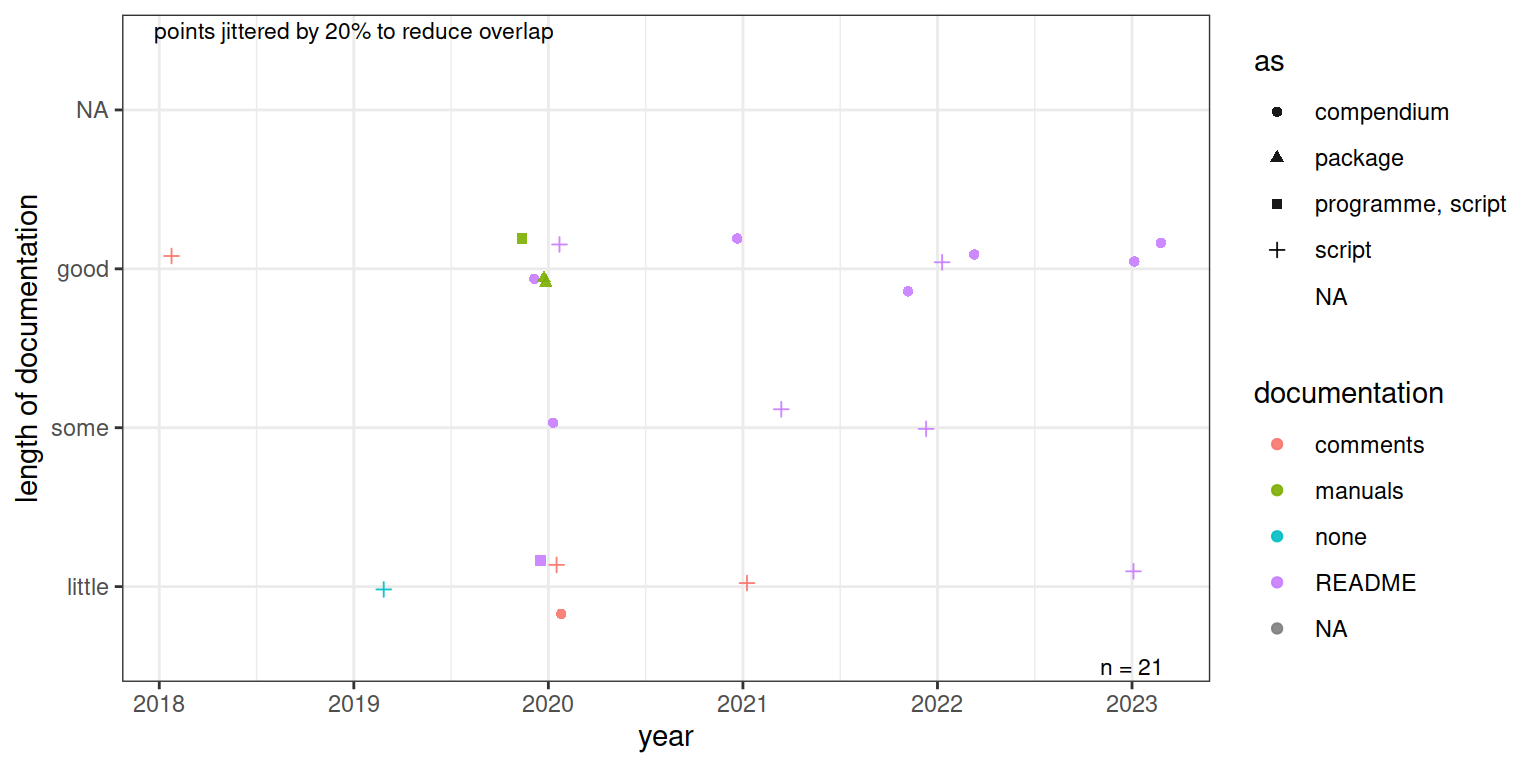 points jittered by 20% to reduce overlap
NA
good
some
little
length of documentation
n = 21
2018 2019 2020 2021 2022 2023
year
as
compendium
package
programme, script
script
NA
documentation
comments
manuals
none
README
NA